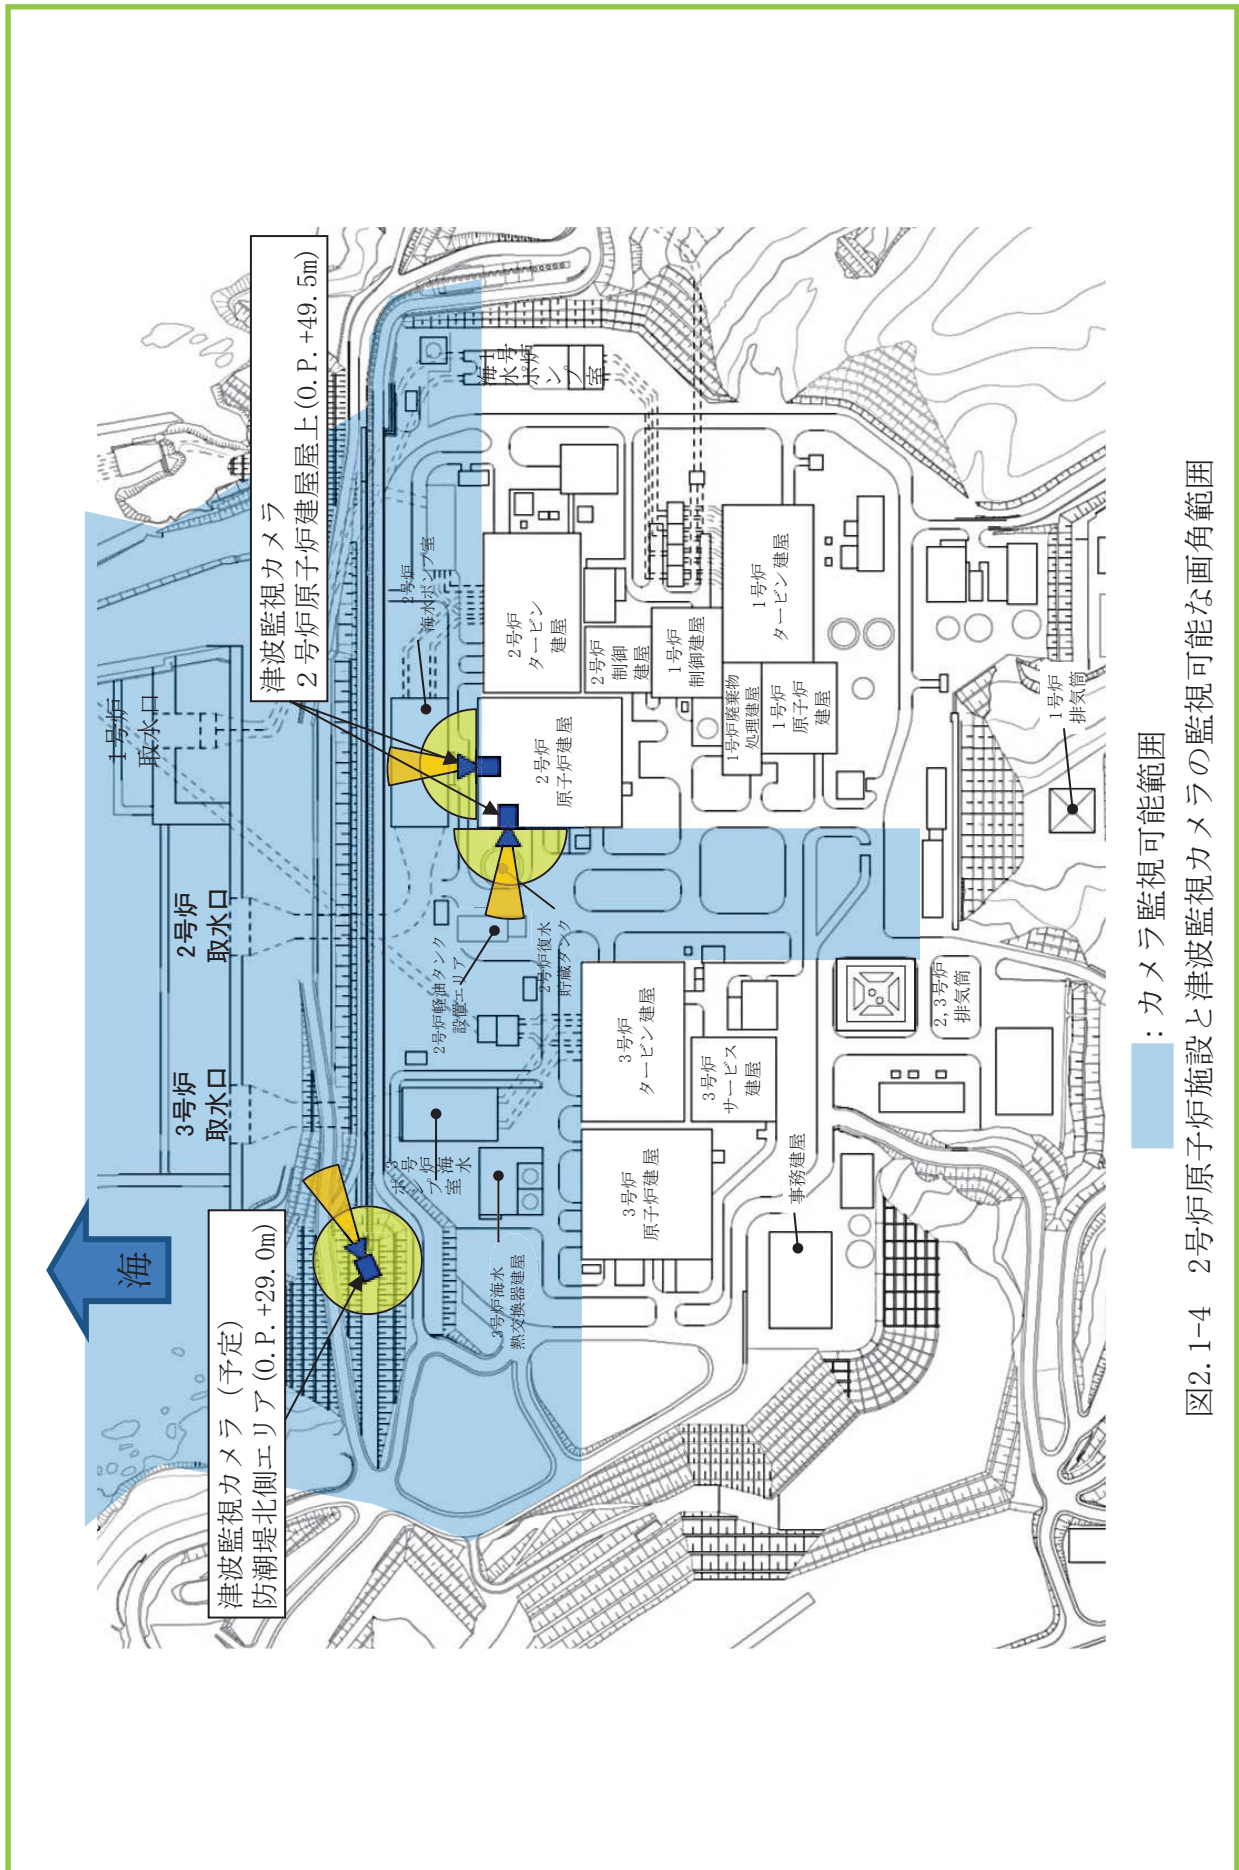 海
津波監視カメラ（予定）
防潮堤北側エリア(O.P.+29.0m)
津波監視カメラ
２号炉原子炉建屋屋上(O.P.+49.5m)
3号炉
取水口
2号炉
取水口
1号炉
取水口
3号炉海水
ポンプ室
3号炉海水
熱交換器建屋
2号炉軽油タンク
設置エリア
2号炉復水
貯蔵タンク
2号炉
海水ポンプ室
1号炉
海水ポンプ室
3号炉
原子炉建屋
3号炉
タービン建屋
3号炉
サービス
建屋
事務建屋
2,3号炉
排気筒
2号炉
原子炉建屋
2号炉
タービン
建屋
2号炉
制御
建屋
1号炉
制御建屋
1号炉廃棄物
処理建屋
1号炉
原子炉
建屋
1号炉
タービン建屋
1号炉
排気筒
：カメラ監視可能範囲
図2.1-4　2号炉原子炉施設と津波監視カメラの監視可能な画角範囲